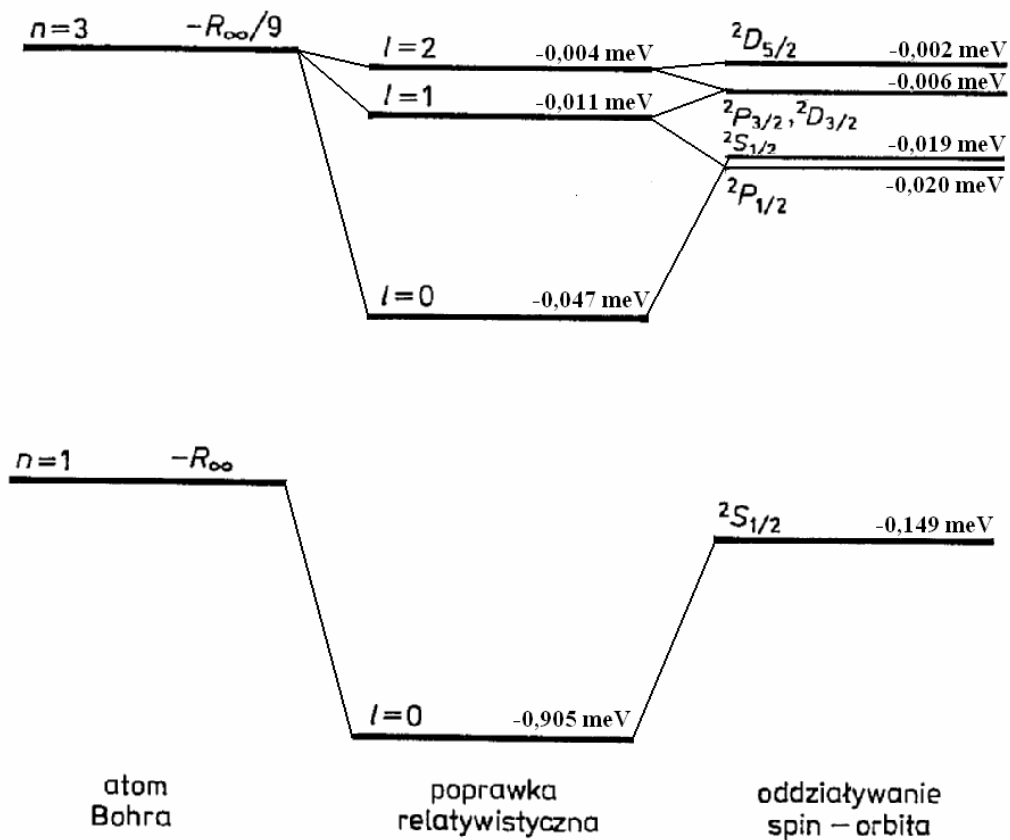 n=3 −R∞/9
l=2 -0,004 meV
l=1 -0,011 meV
l=0 -0,047 meV
²D₅/₂ -0,002 meV
-0,006 meV
²P₃/₂, ²D₃/₂
²S₁/₂ -0,019 meV
-0,020 meV
²P₁/₂
n=1 −R∞
l=0 -0,905 meV
²S₁/₂ -0,149 meV
atom
Bohra
poprawka
relatywistyczna
oddziaływanie
spin – orbita